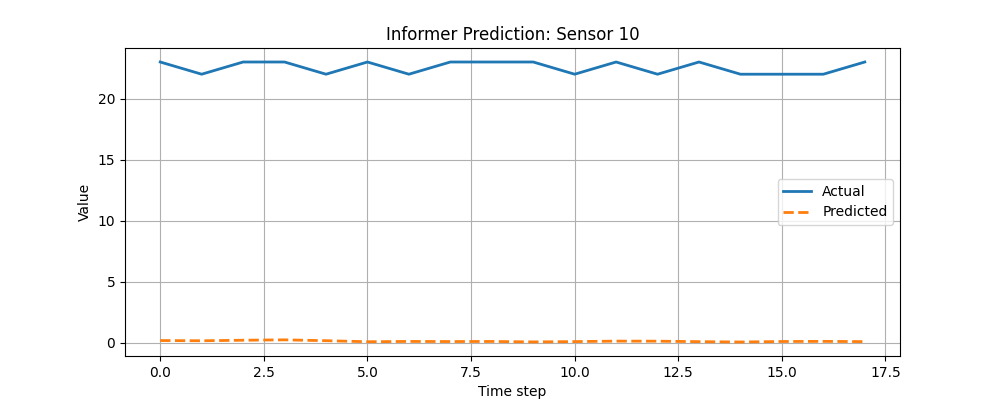 Informer Prediction: Sensor 10
Value
20
15
10
5
0
Actual
Predicted
0.0 2.5 5.0 7.5 10.0 12.5 15.0 17.5
Time step